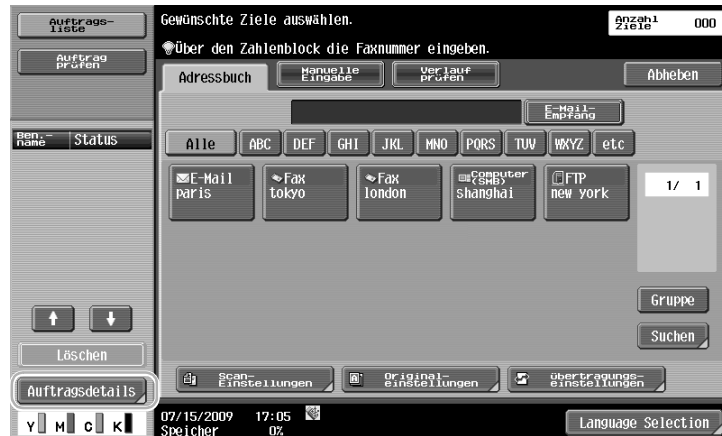 Auftrags-
liste
Auftrag
prüfen
Ben.-
name
Status
Löschen
Auftragsdetails
Y M C K
Gewünschte Ziele auswählen.
Anzahl
Ziele
000
Über den Zahlenblock die Faxnummer eingeben.
Adressbuch
Manuelle
Eingabe
Verlauf
prüfen
Abheben
E-Mail-
Empfang
Alle ABC DEF GHI JKL MNO PQRS TUV WXYZ etc
E-Mail
paris
Fax
tokyo
Fax
london
Computer
(SMB)
shanghai
FTP
new york
1/ 1
Gruppe
Suchen
Scan-
Einstellungen
Original-
einstellungen
übertragungs-
einstellungen
07/15/2009 17:05
Speicher 0%
Language Selection